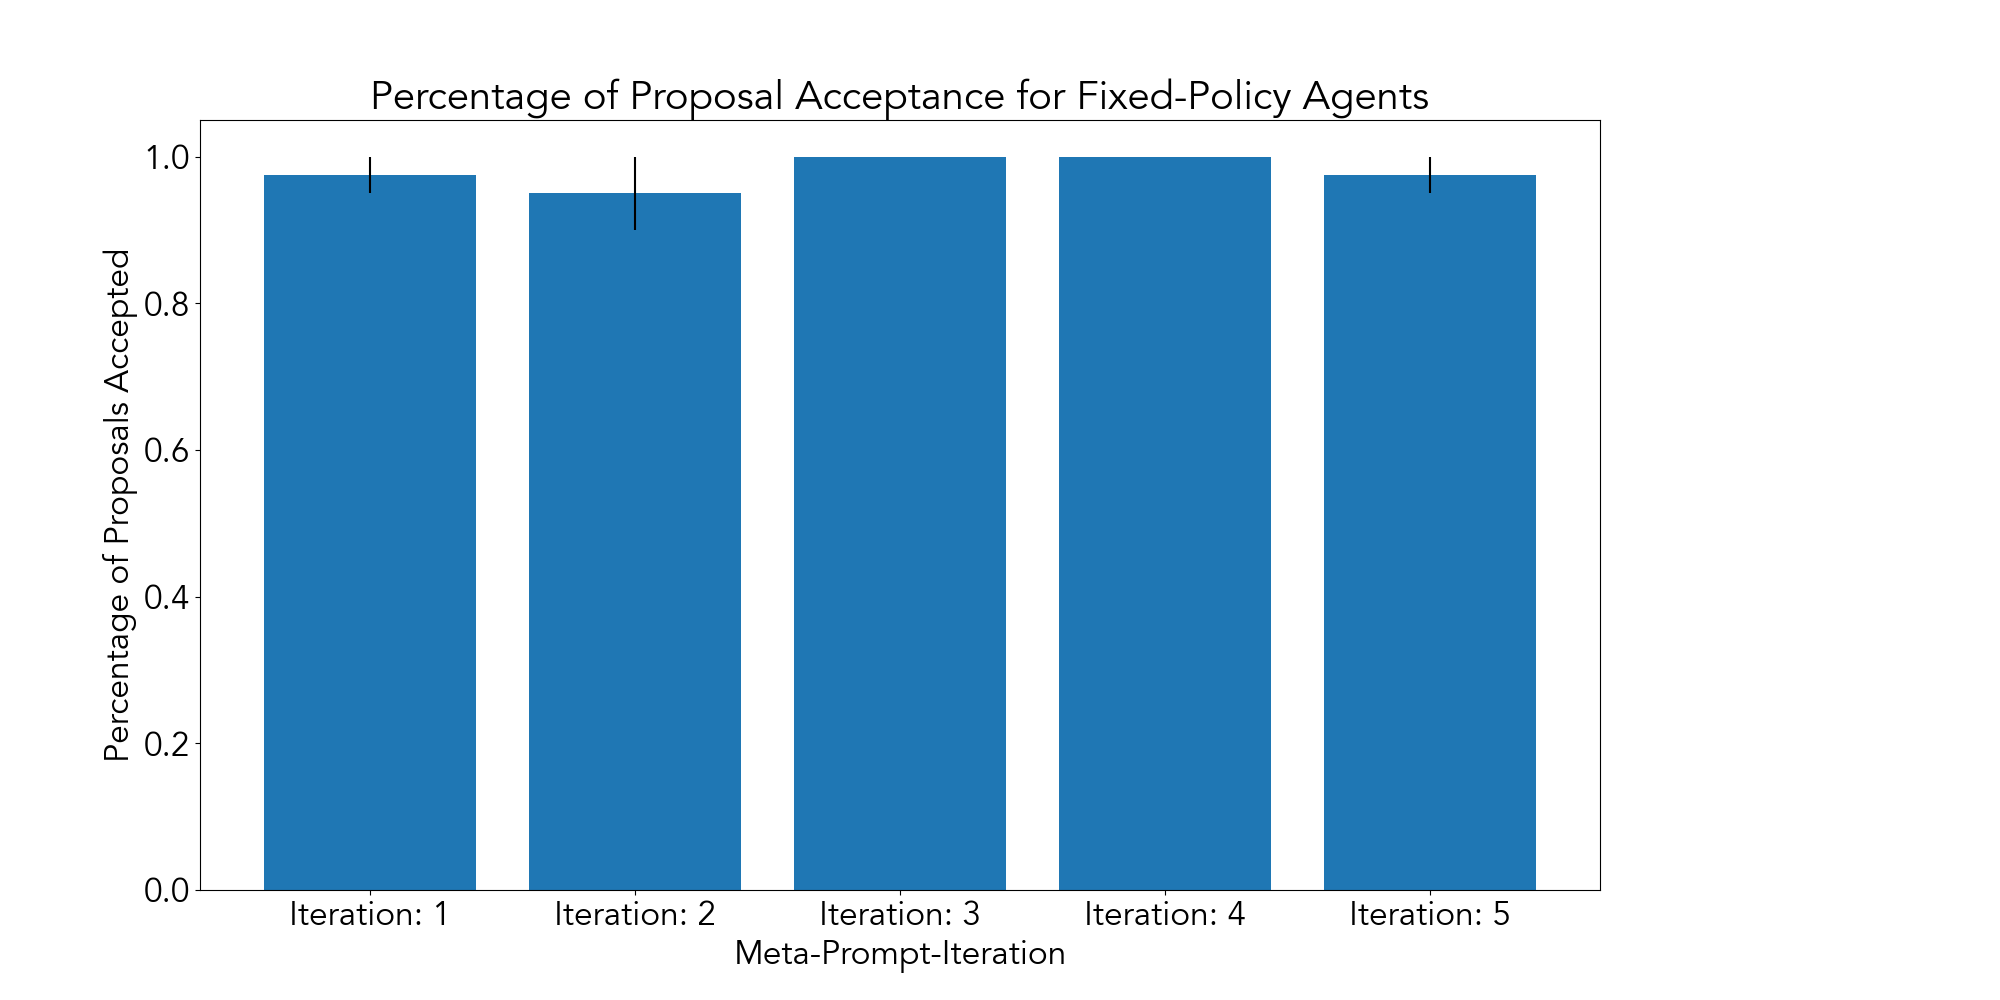 Percentage of Proposal Acceptance for Fixed-Policy Agents
Percentage of Proposals Accepted
1.0
0.8
0.6
0.4
0.2
0.0
Iteration: 1
Iteration: 2
Iteration: 3
Iteration: 4
Iteration: 5
Meta-Prompt-Iteration